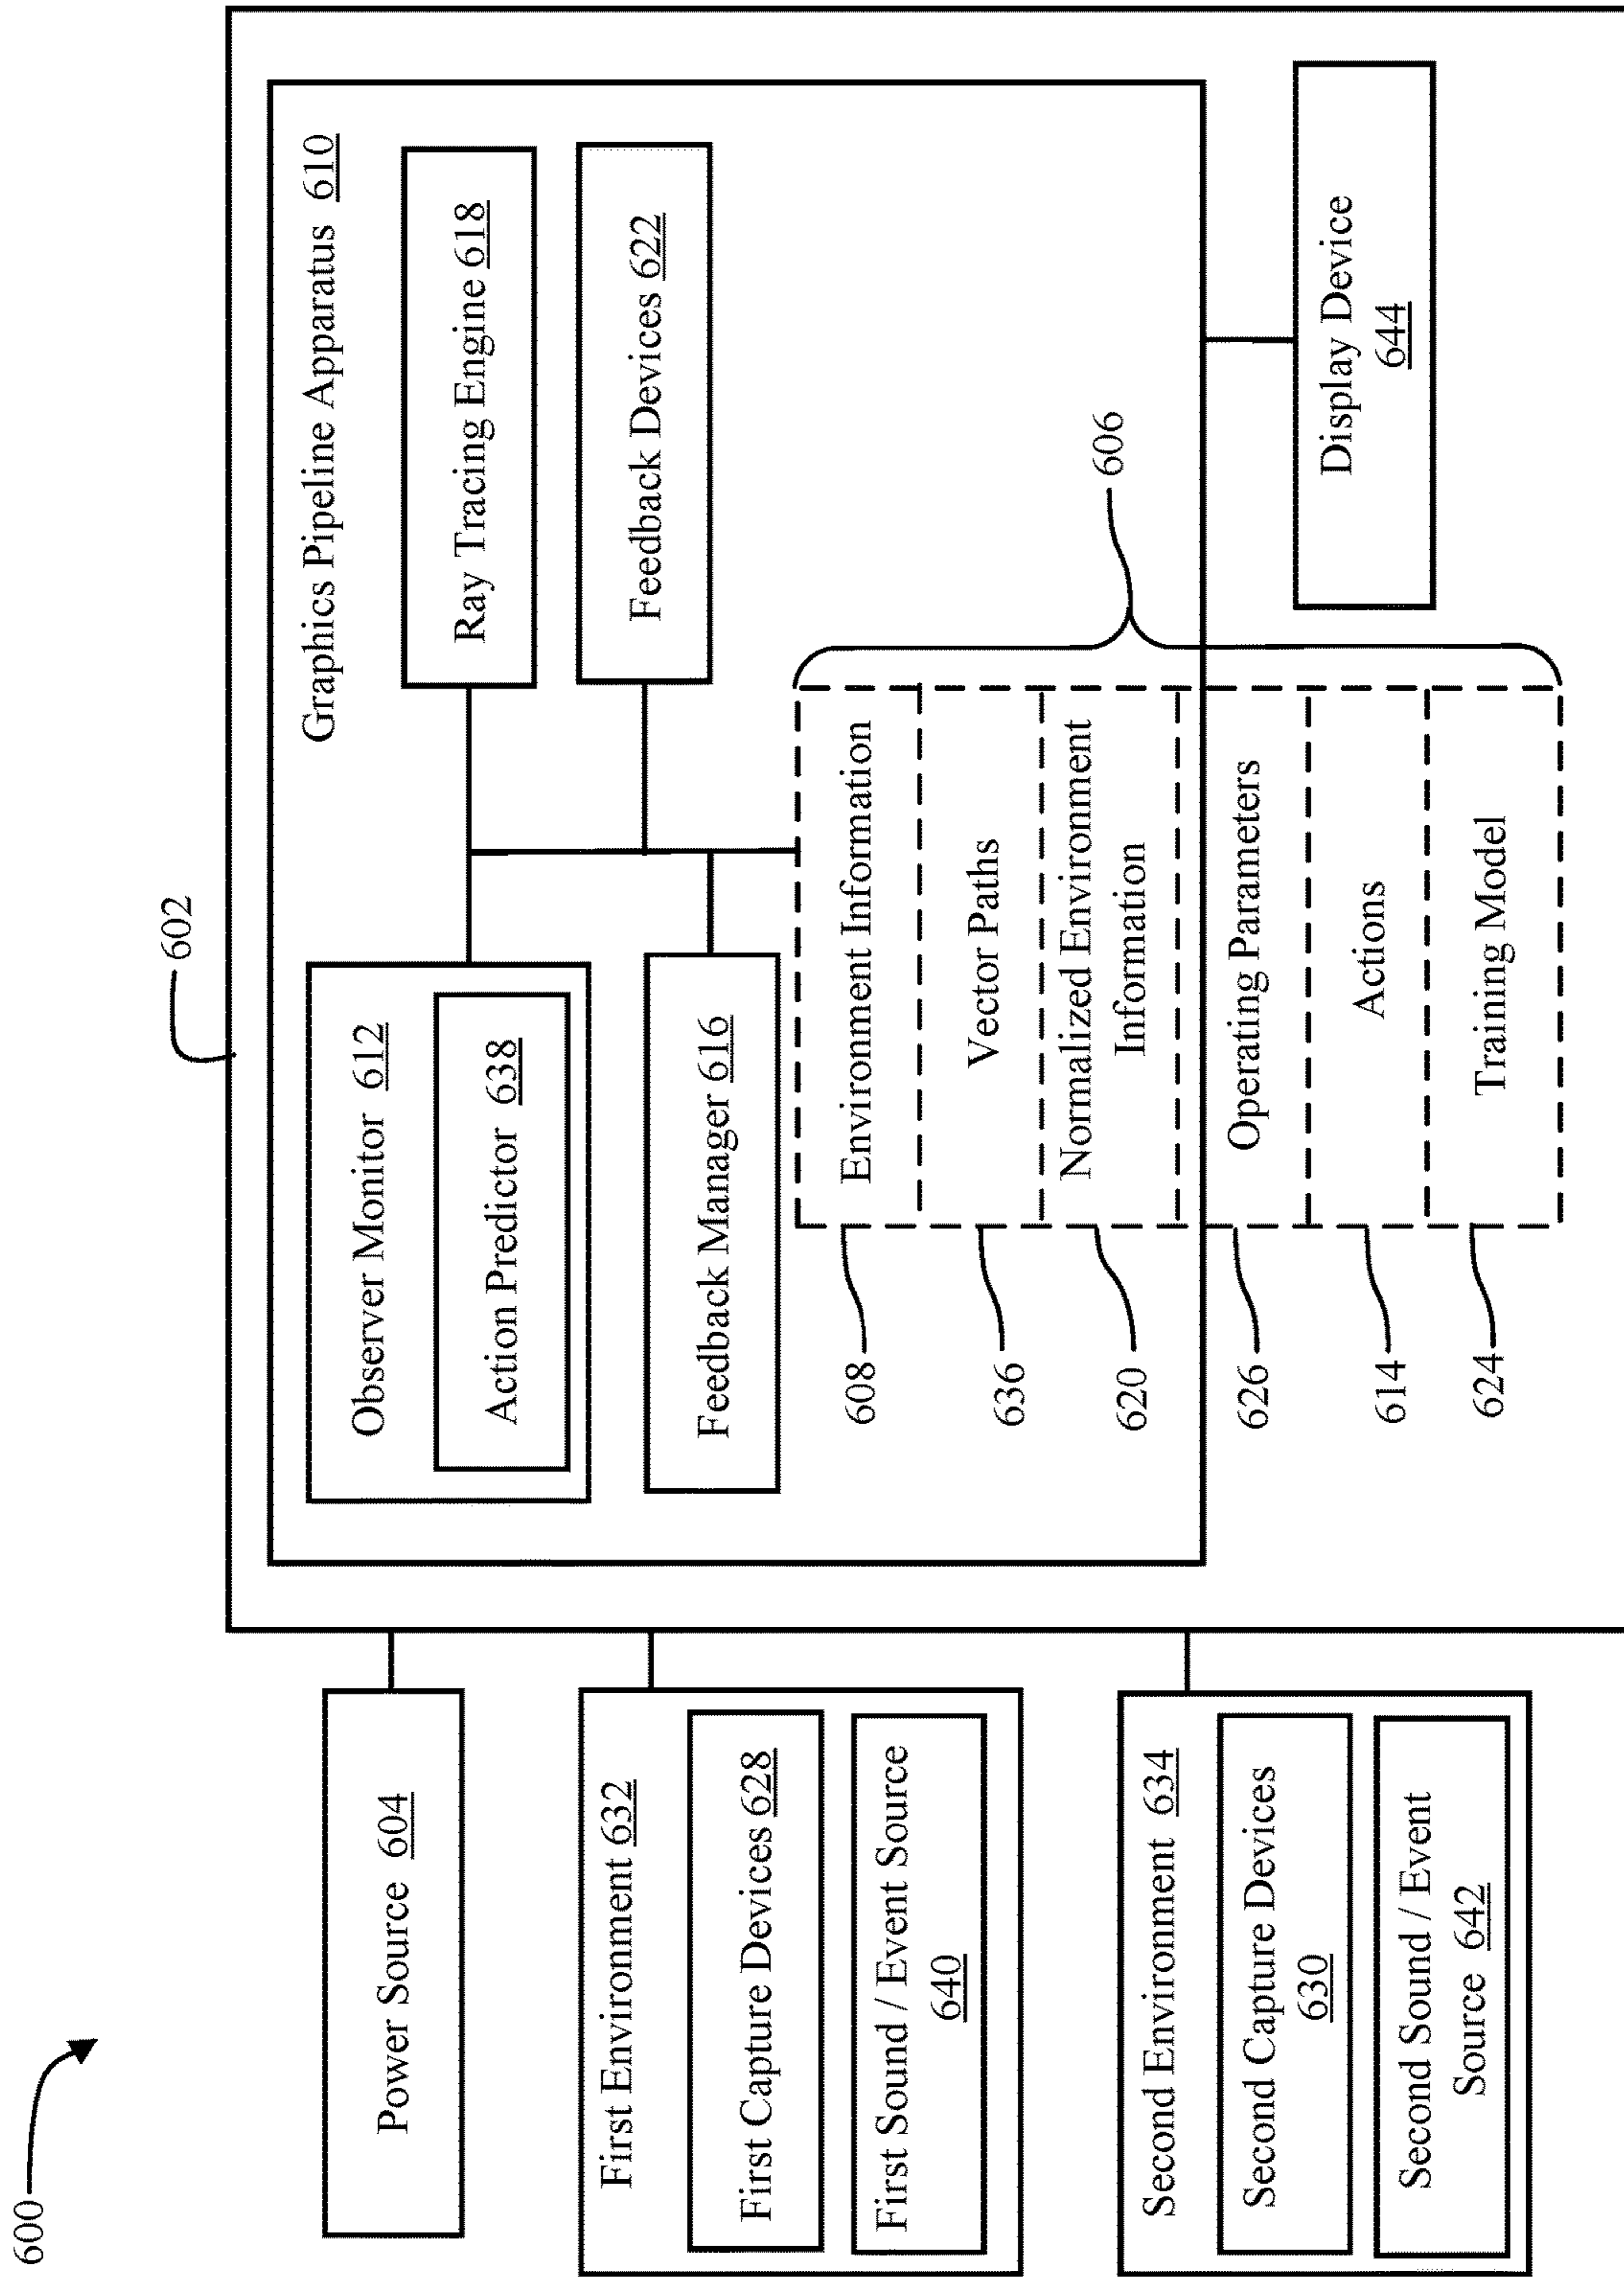 600
602
Power Source 604
First Environment 632
First Capture Devices 628
First Sound / Event Source
640
Second Environment 634
Second Capture Devices
630
Second Sound / Event
Source 642
Graphics Pipeline Apparatus 610
Observer Monitor 612
Action Predictor 638
Feedback Manager 616
Ray Tracing Engine 618
Feedback Devices 622
606
608
Environment Information
636
Vector Paths
620
Normalized Environment
Information
626
Operating Parameters
614
Actions
624
Training Model
Display Device
644